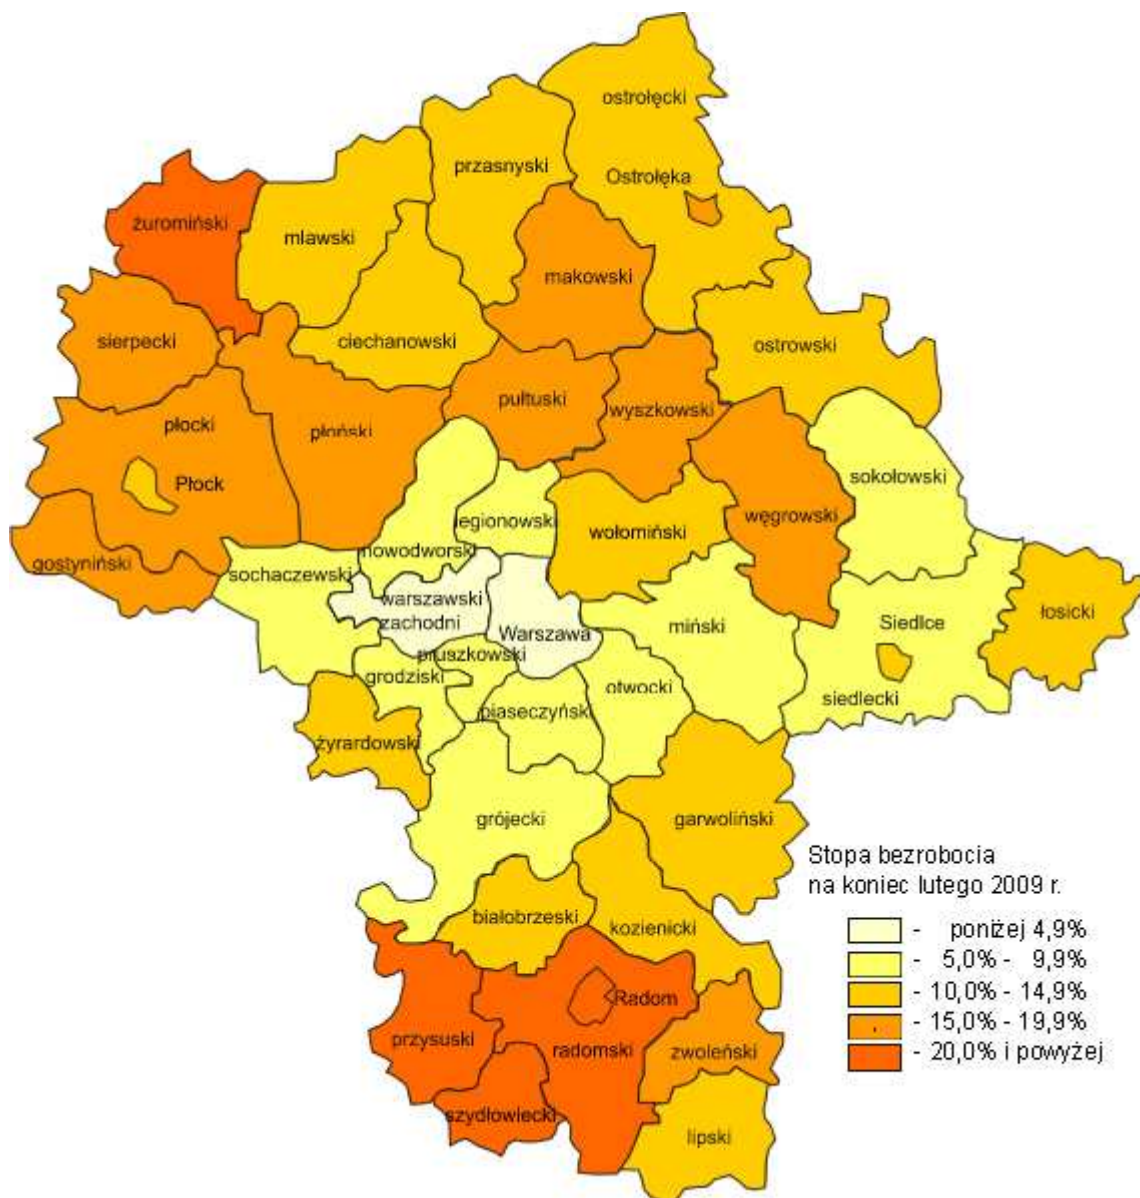 ostrołęcki
przasnyski
Ostrołęka
żuromiński
mlawski
makowski
sierpecki
ciechanowski
ostrowski
pułtuski
wyszkowski
płocki
płoński
sokołowski
Płock
legionowski
wołomiński
węgrowski
nowodworski
gostyniński
sochaczewski
warszawski
zachodni
Warszawa
miński
Siedlce
łosicki
pruszkowski
grodziski
otwocki
siedlecki
piaseczyński
żyrardowski
grójecki
garwoliński
Stopa bezrobocia
na koniec lutego 2009 r.
białobrzeski
kozienicki
- poniżej 4,9%
- 5,0% - 9,9%
- 10,0% - 14,9%
- 15,0% - 19,9%
- 20,0% i powyżej
Radom
przysuski
radomski
zwoleński
szydłowiecki
lipski